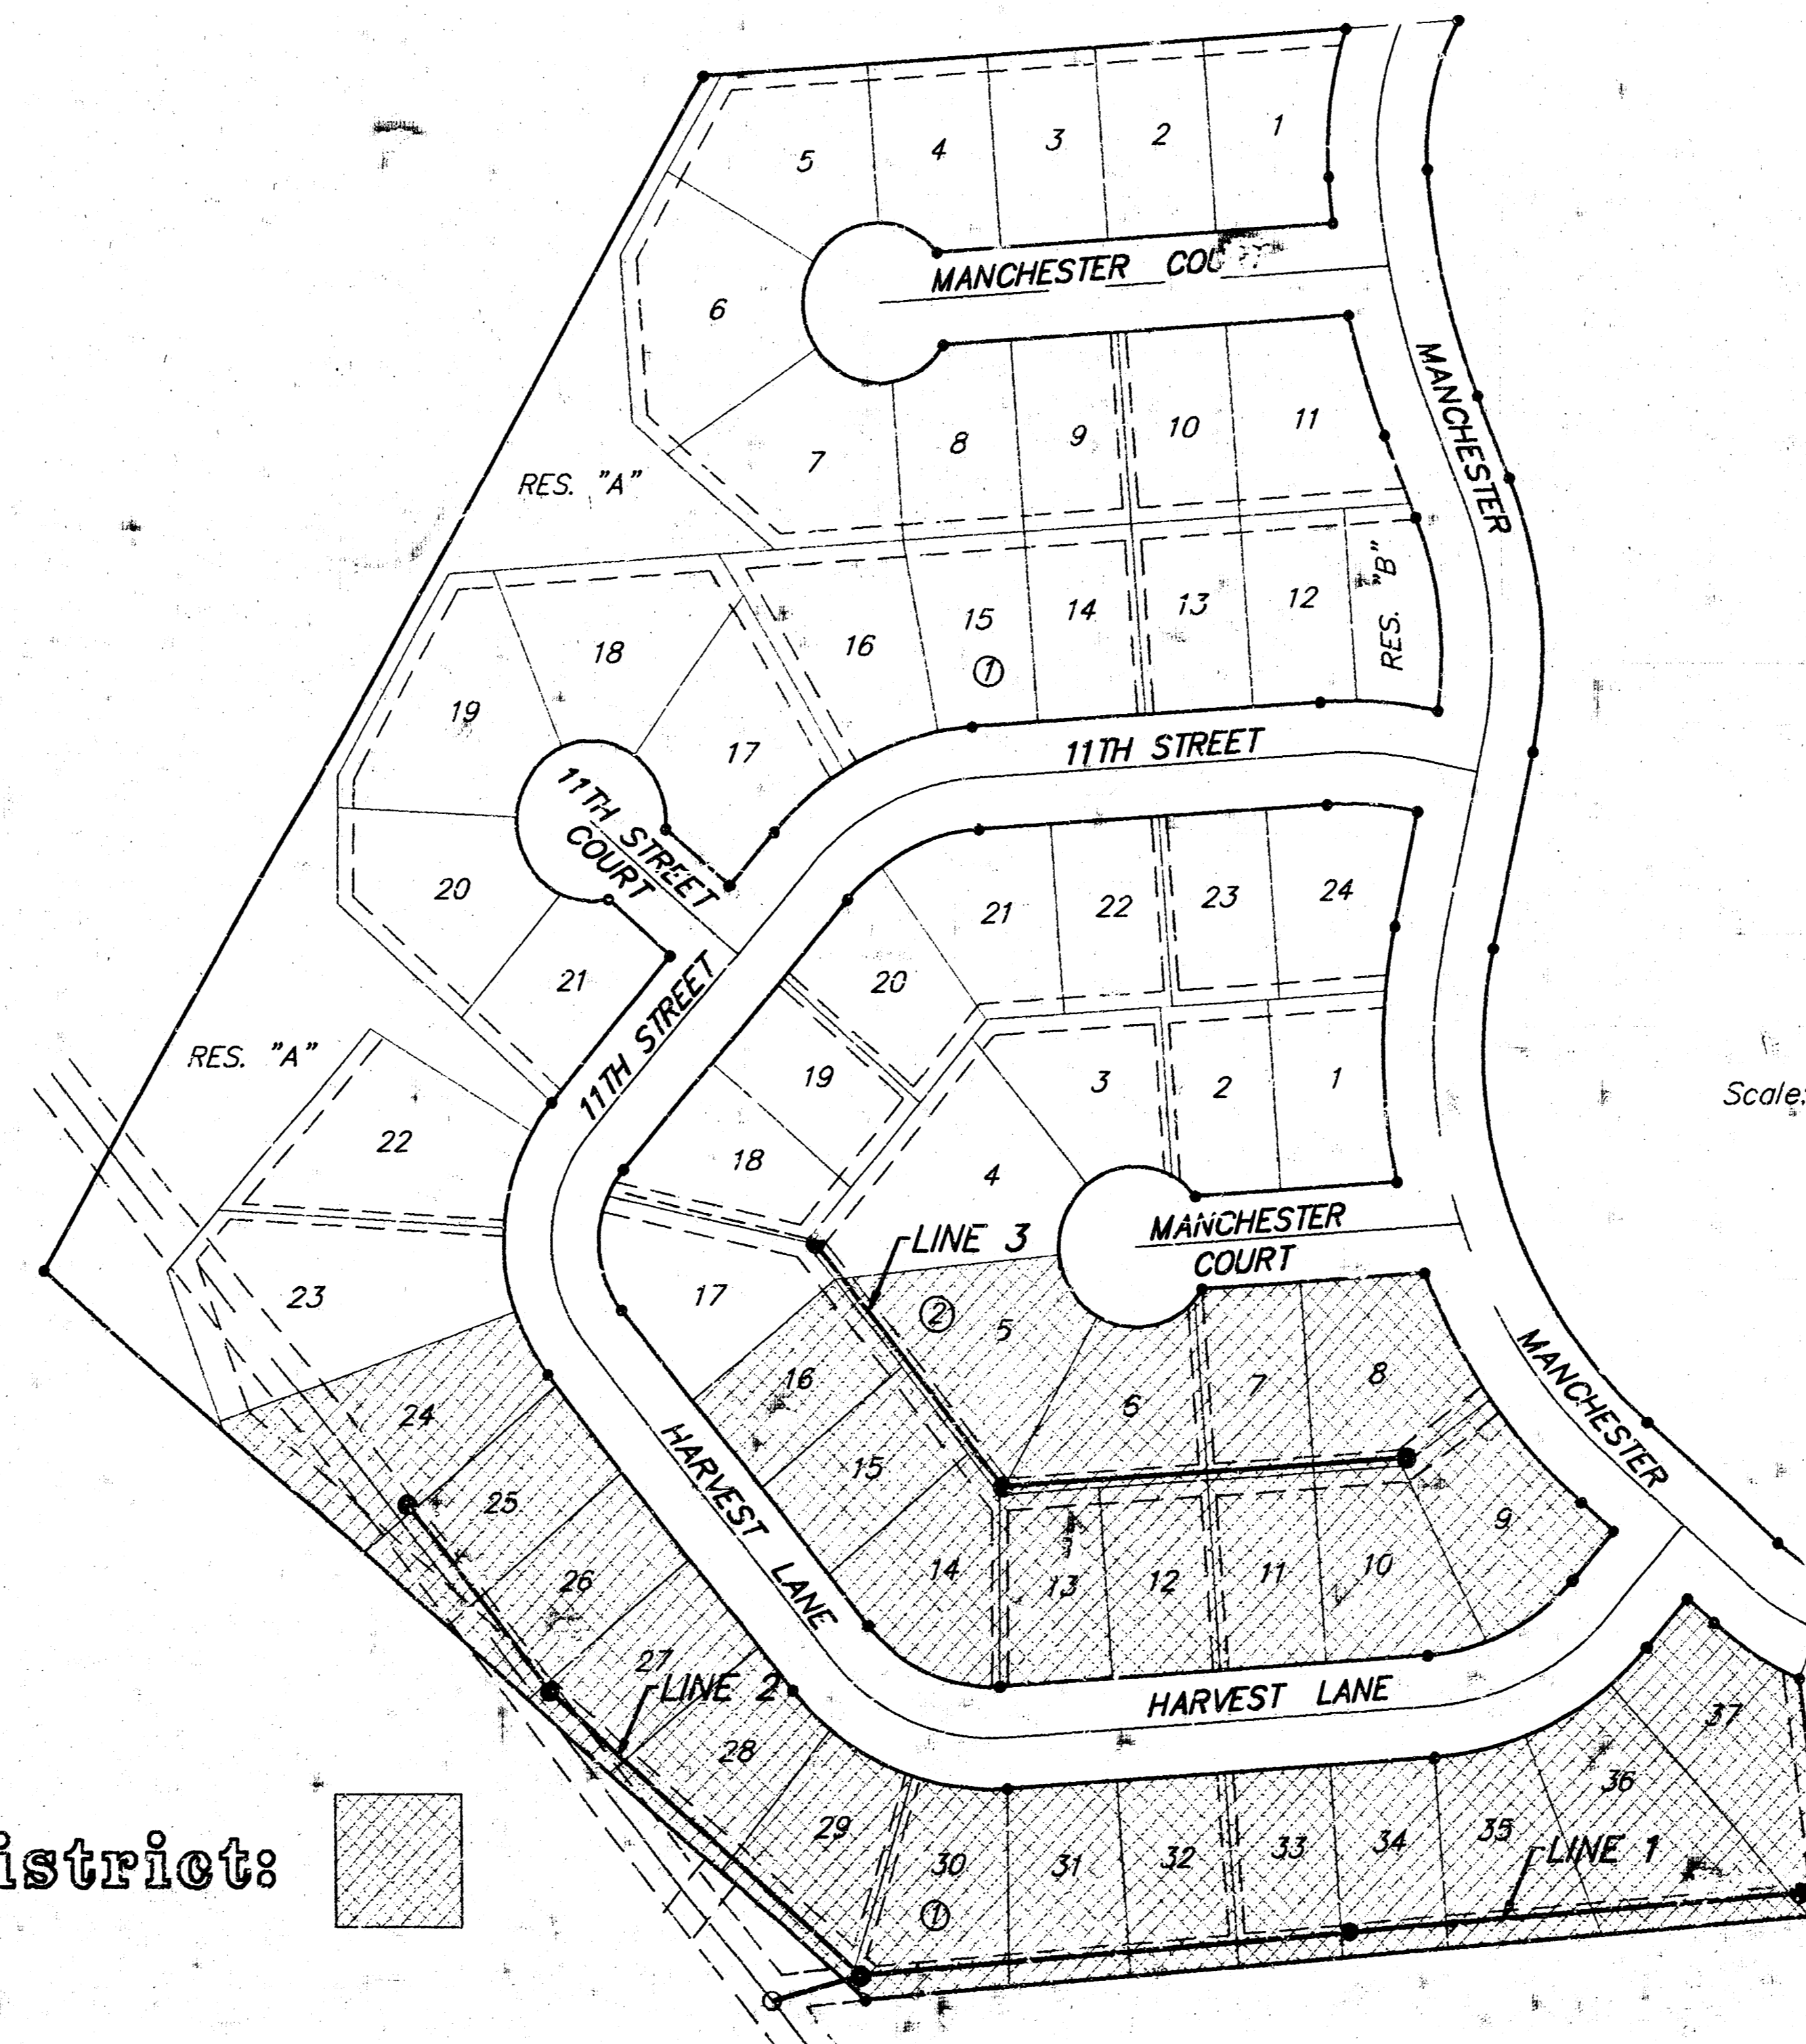 5 4 3 2 1
MANCHESTER
6
MANCHESTER
7 8 9 10 11
RES. "A"
RES. "B"
16 15 14 13 12
1
18
19
17
11TH STREET
11TH STREET
COURT
20
21
11TH STREET
21 22 23 24
20
RES. "A"
19
18
3 2 1
Scale:
22
4
MANCHESTER
COURT
LINE 3
23
17
2
5
6 7 8
16
MANCHESTER
24
15
9
25
HARVEST LANE
14 13 12 11 10
26
27
LINE 2
HARVEST LANE
37
28
36
29
30 31 32 33 34 35
LINE 1
1
istrict: